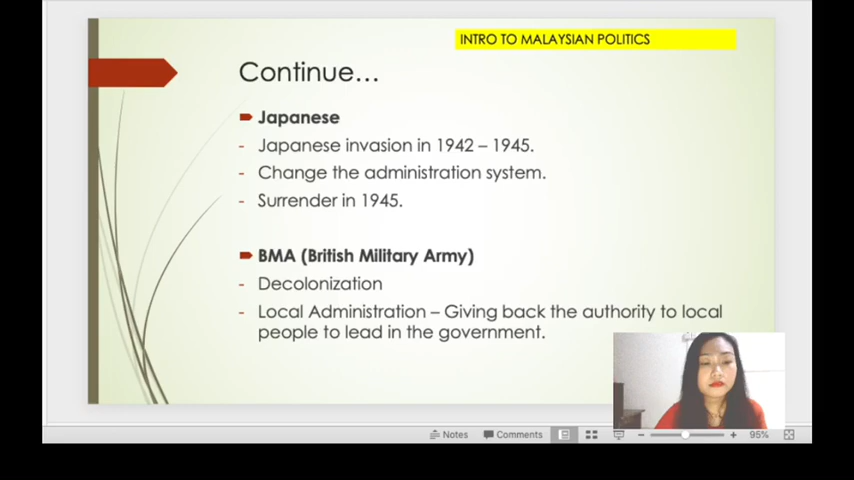 INTRO TO MALAYSIAN POLITICS
Continue…
Japanese
- Japanese invasion in 1942 – 1945.
- Change the administration system.
- Surrender in 1945.
BMA (British Military Army)
- Decolonization
- Local Administration – Giving back the authority to local
people to lead in the government.
Notes Comments 95%